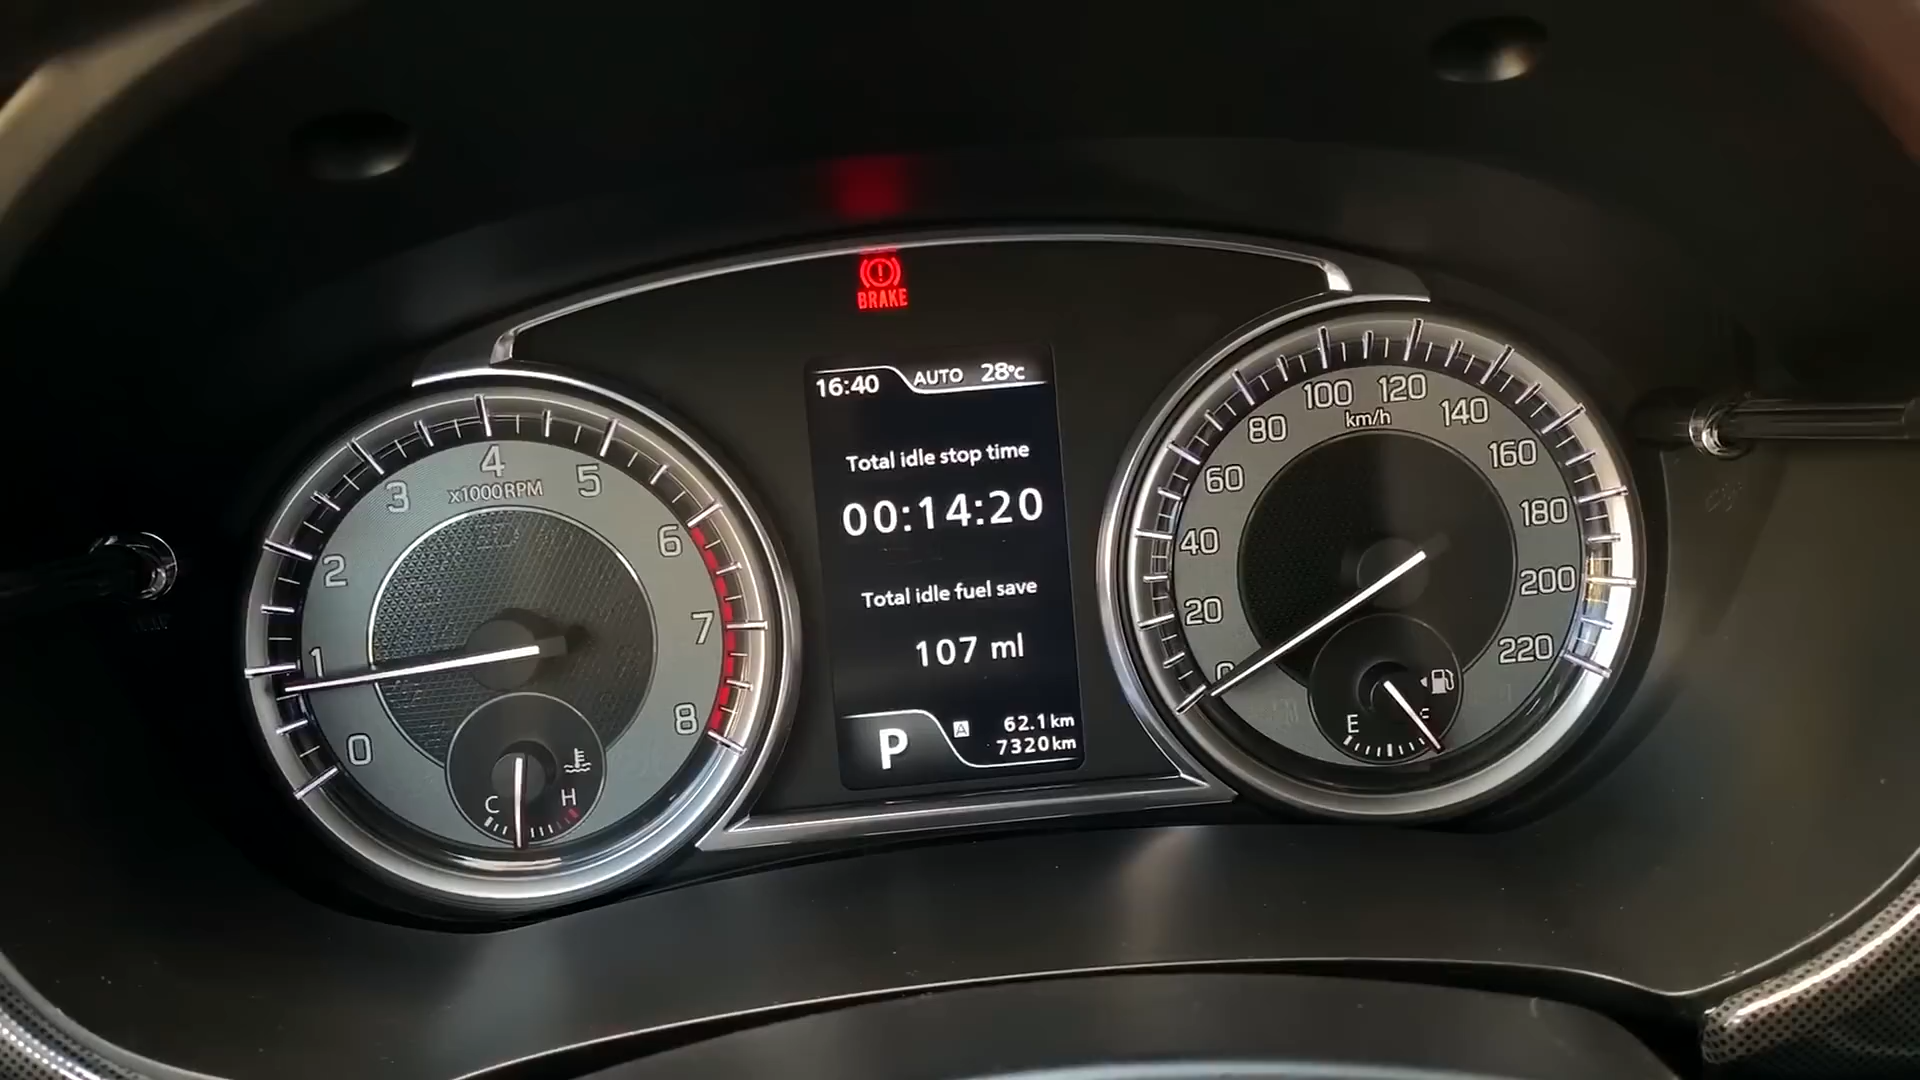 BRAKE
16:40 AUTO 28°C
Total idle stop time
00:14:20
Total idle fuel save
107 ml
P A 62.1 km
7320 km
0 1 2 3 4 5 6 7 8
x1000RPM
C H
0 20 40 60 80 100 120 140 160 180 200 220
km/h
E